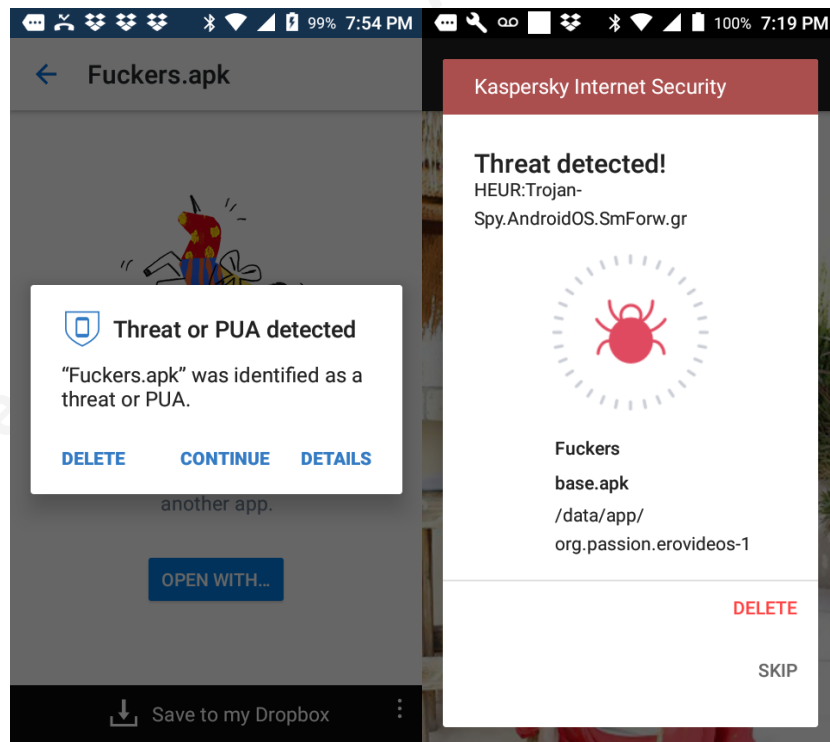 99% 7:54 PM
Fuckers.apk
Threat or PUA detected
“Fuckers.apk” was identified as a
threat or PUA.
DELETE CONTINUE DETAILS
another app.
OPEN WITH...
Save to my Dropbox
100% 7:19 PM
Kaspersky Internet Security
Threat detected!
HEUR:Trojan-
Spy.AndroidOS.SmForw.gr
Fuckers
base.apk
/data/app/
org.passion.erovideos-1
DELETE
SKIP